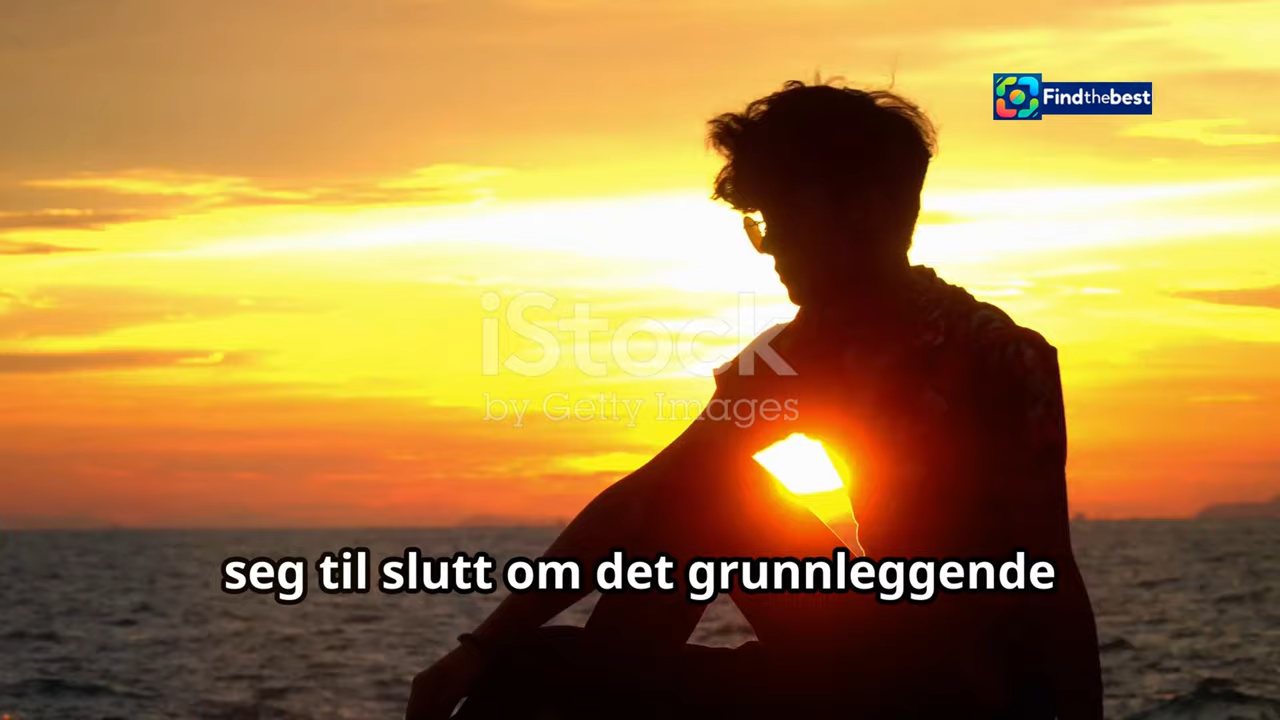 Findthebest
iStock
by Getty Images
seg til slutt om det grunnleggende